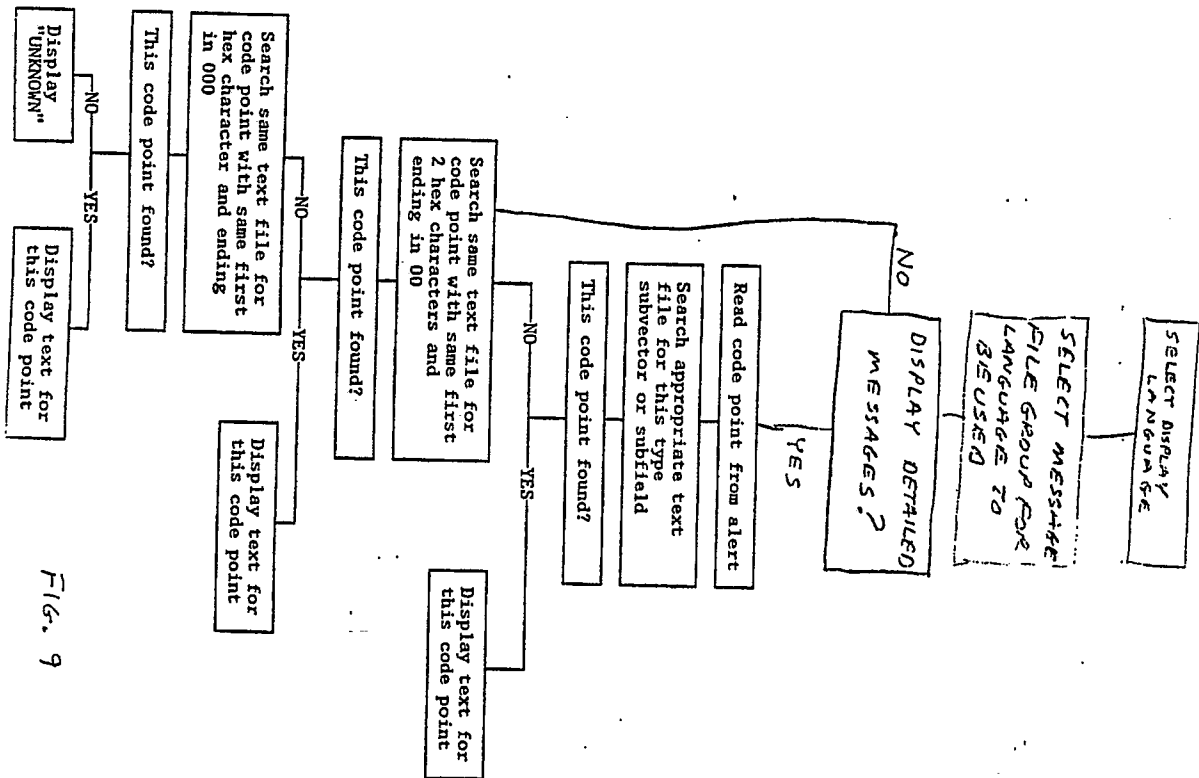 SELECT DISPLAY
LANGUAGE
SELECT MESSAGE
FILE GROUP FOR
LANGUAGE TO
BE USED
DISPLAY DETAILED
MESSAGES?
NO
YES
Read code point from alert
Search appropriate text
file for this type
subvector or subfield
This code point found?
NO
YES
Display text for
this code point
Search same text file for
code point with same first
2 hex characters and
ending in 00
This code point found?
NO
YES
Display text for
this code point
Search same text file for
code point with same first
hex character and ending
in 000
This code point found?
NO
YES
Display
"UNKNOWN"
Display text for
this code point
FIG. 9